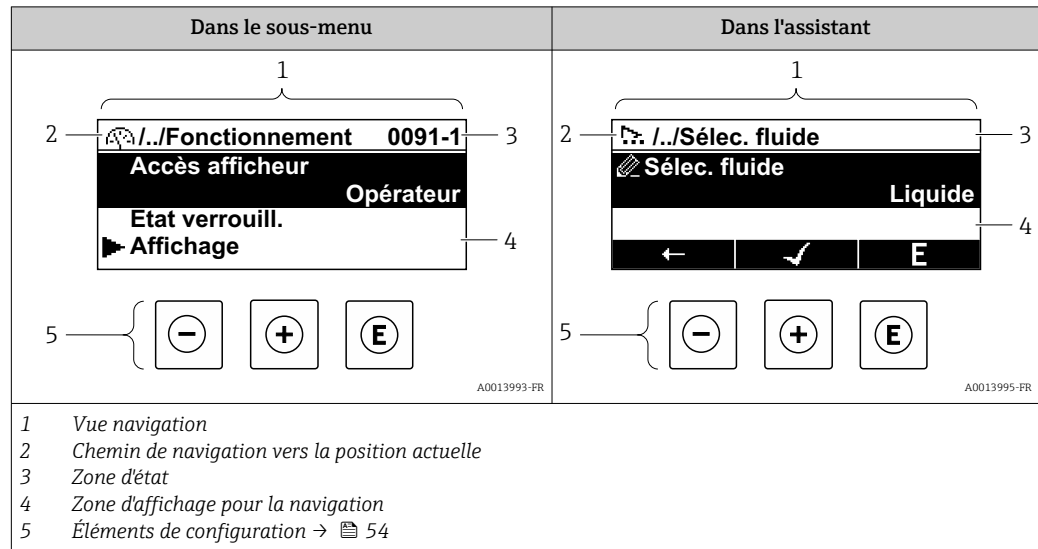 Dans le sous-menu
Dans l'assistant
1
2
/../Fonctionnement 0091-1
3
Accès afficheur
Opérateur
Etat verrouill.
Affichage
4
5
- + E
A0013993-FR
1
2
/../Sélec. fluide
3
Sélec. fluide
Liquide
4
← ✓ E
5
- + E
A0013995-FR
1 Vue navigation
2 Chemin de navigation vers la position actuelle
3 Zone d'état
4 Zone d'affichage pour la navigation
5 Éléments de configuration → 54